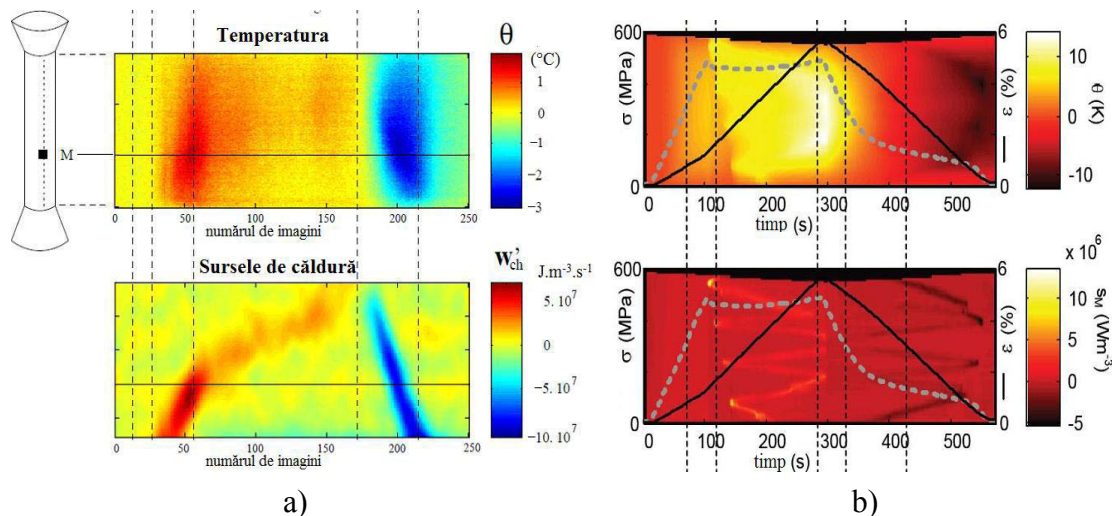 Temperatura
θ
(°C)
1
0
−1
−2
−3
M
0 50 100 150 200 250
numărul de imagini
Sursele de căldură
W'ch
J.m-3.s-1
5.10⁷
0
−5.10⁷
−10.10⁷
0 50 100 150 200 250
numărul de imagini
a)
600
σ (MPa)
0
6
ε (%)
0
10
0
-10
θ (K)
0 100 200 300 400 500
timp (s)
600
σ (MPa)
0
6
ε (%)
0
x 10⁶
10
5
0
-5
sM (Wm-3)
0 100 200 300 400 500
timp (s)
b)